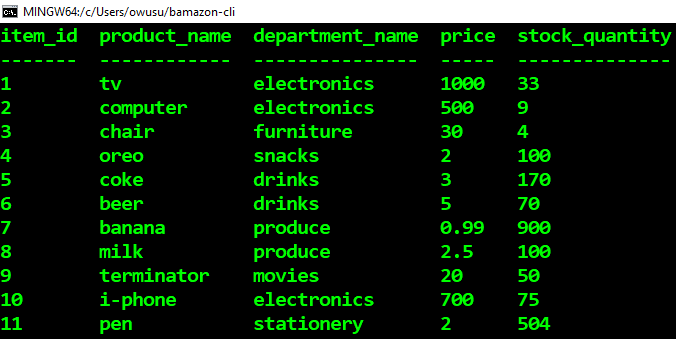 MINGW64:/c/Users/owusu/bamazon-cli
item_id product_name department_name price stock_quantity
------- ------------ --------------- ----- --------------
1 tv electronics 1000 33
2 computer electronics 500 9
3 chair furniture 30 4
4 oreo snacks 2 100
5 coke drinks 3 170
6 beer drinks 5 70
7 banana produce 0.99 900
8 milk produce 2.5 100
9 terminator movies 20 50
10 i-phone electronics 700 75
11 pen stationery 2 504